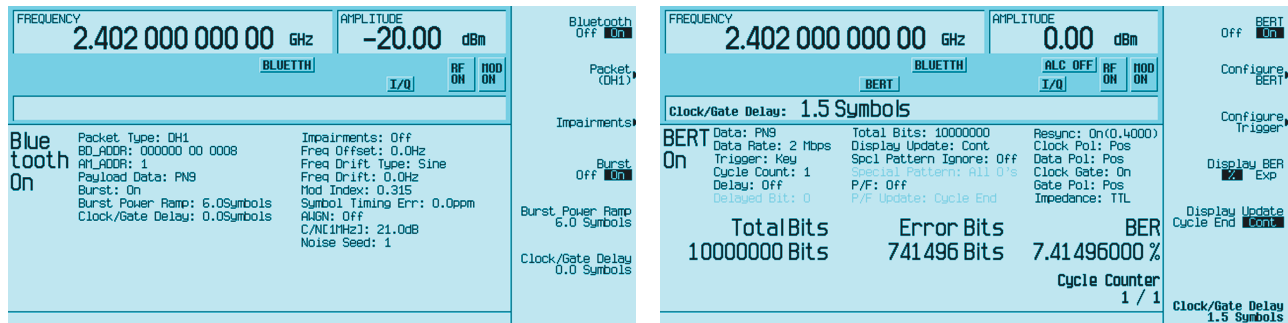 FREQUENCY
2.402 000 000 00 GHz
AMPLITUDE
-20.00 dBm
BLUETTH
I/Q
RF ON
MOD ON
Blue
tooth
On
Packet Type: DH1
BD_ADDR: 000000 00 0008
AM_ADDR: 1
Payload Data: PN9
Burst: On
Burst Power Ramp: 6.0Symbols
Clock/Gate Delay: 0.0Symbols
Impairments: Off
Freq Offset: 0.0Hz
Freq Drift Type: Sine
Freq Drift: 0.0Hz
Mod Index: 0.315
Symbol Timing Err: 0.0ppm
AWGN: Off
C/N[1MHz]: 21.0dB
Noise Seed: 1
Bluetooth
Off On
Packet
(DH1)
Impairments
Burst
Off On
Burst Power Ramp
6.0 Symbols
Clock/Gate Delay
0.0 Symbols
FREQUENCY
2.402 000 000 00 GHz
AMPLITUDE
0.00 dBm
BLUETTH
ALC OFF
BERT
I/Q
RF ON
MOD ON
Clock/Gate Delay: 1.5 Symbols
BERT
On
Data: PN9
Data Rate: 2 Mbps
Trigger: Key
Cycle Count: 1
Delay: Off
Delayed Bit: 0
Total Bits: 10000000
Display Update: Cont
Spcl Pattern Ignore: Off
Special Pattern: All 0's
P/F: Off
P/F Update: Cycle End
Resync: On(0.4000)
Clock Pol: Pos
Data Pol: Pos
Clock Gate: On
Gate Pol: Pos
Impedance: TTL
Total Bits
10000000 Bits
Error Bits
741496 Bits
BER
7.41496000 %
Cycle Counter
1 / 1
BERT
Off On
Configure
BERT
Configure
Trigger
Display BER
% Exp
Display Update
Cycle End Cont
Clock/Gate Delay
1.5 Symbols